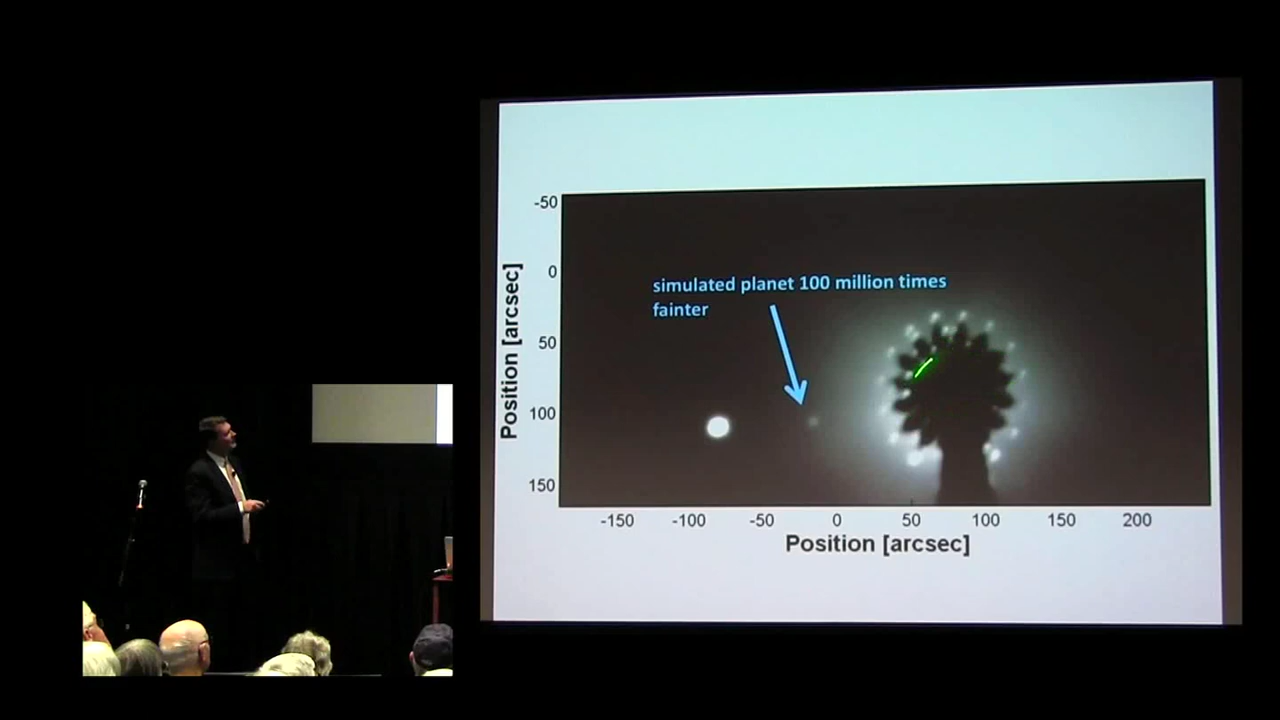 -50
0
50
100
150
Position [arcsec]
simulated planet 100 million times
fainter
-150 -100 -50 0 50 100 150 200
Position [arcsec]